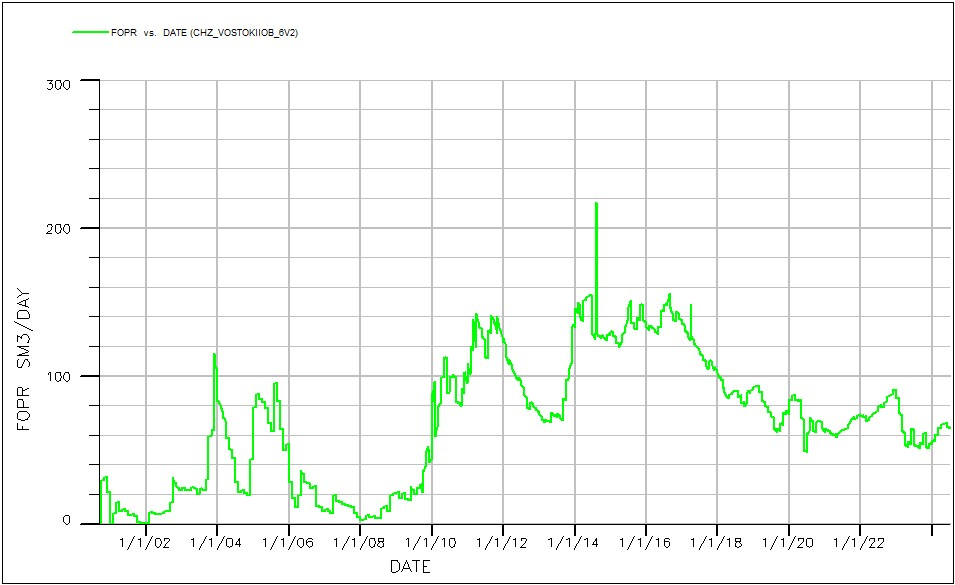 FOPR vs. DATE (CHZ_VOSTOKIIOB_6V2)
300
200
100
0
FOPR SM3/DAY
1/1/02 1/1/04 1/1/06 1/1/08 1/1/10 1/1/12 1/1/14 1/1/16 1/1/18 1/1/20 1/1/22
DATE